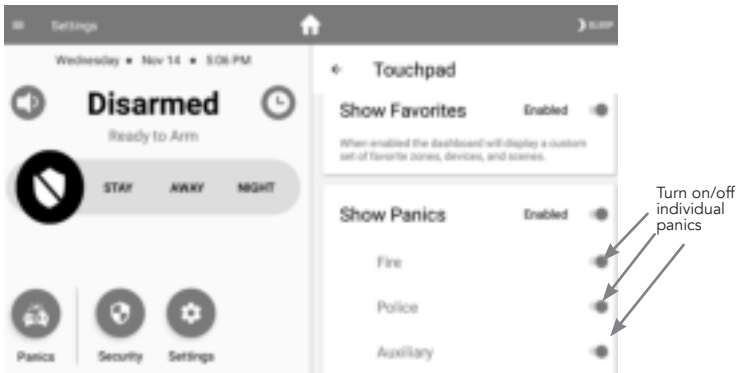 Settings
SLEEP
Wednesday • Nov 14 • 5:06 PM
Disarmed
Ready to Arm
STAY AWAY NIGHT
Panics Security Settings
Touchpad
Show Favorites Enabled
When enabled the dashboard will display a custom
set of favorite zones, devices, and scenes.
Show Panics Enabled
Fire
Police
Auxiliary
Turn on/off
individual
panics